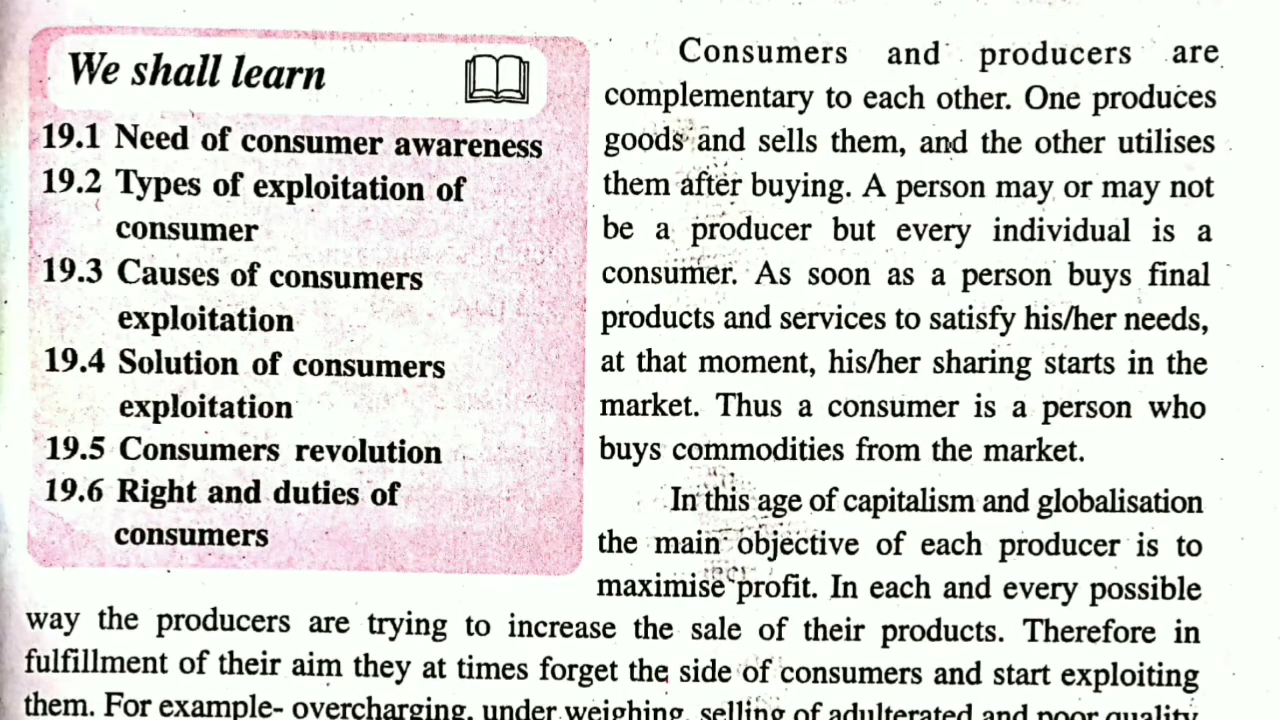 We shall learn
19.1 Need of consumer awareness
19.2 Types of exploitation of
consumer
19.3 Causes of consumers
exploitation
19.4 Solution of consumers
exploitation
19.5 Consumers revolution
19.6 Right and duties of
consumers
Consumers and producers are
complementary to each other. One produces
goods and sells them, and the other utilises
them after buying. A person may or may not
be a producer but every individual is a
consumer. As soon as a person buys final
products and services to satisfy his/her needs,
at that moment, his/her sharing starts in the
market. Thus a consumer is a person who
buys commodities from the market.
In this age of capitalism and globalisation
the main objective of each producer is to
maximise profit. In each and every possible
way the producers are trying to increase the sale of their products. Therefore in
fulfillment of their aim they at times forget the side of consumers and start exploiting
them. For example- overcharging, under weighing, selling of adulterated and poor quality